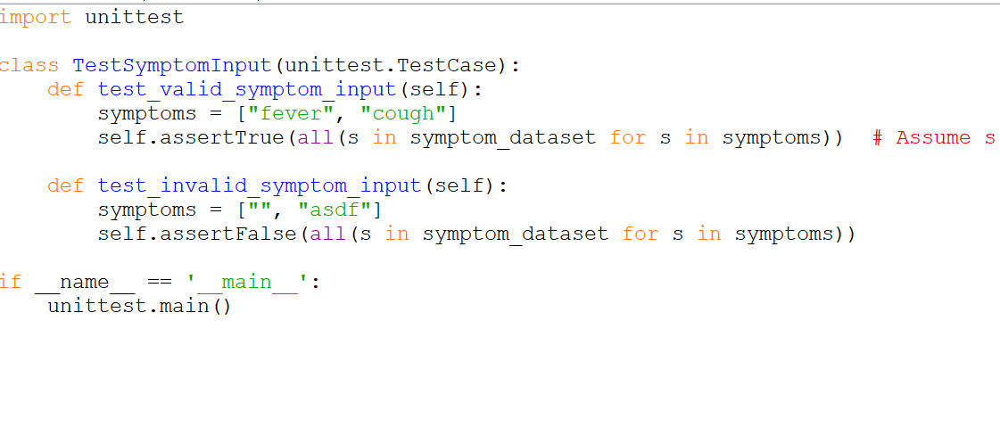 import unittest
class TestSymptomInput(unittest.TestCase):
    def test_valid_symptom_input(self):
        symptoms = ["fever", "cough"]
        self.assertTrue(all(s in symptom_dataset for s in symptoms))  # Assume s
    def test_invalid_symptom_input(self):
        symptoms = ["", "asdf"]
        self.assertFalse(all(s in symptom_dataset for s in symptoms))
if __name__ == '__main__':
    unittest.main()